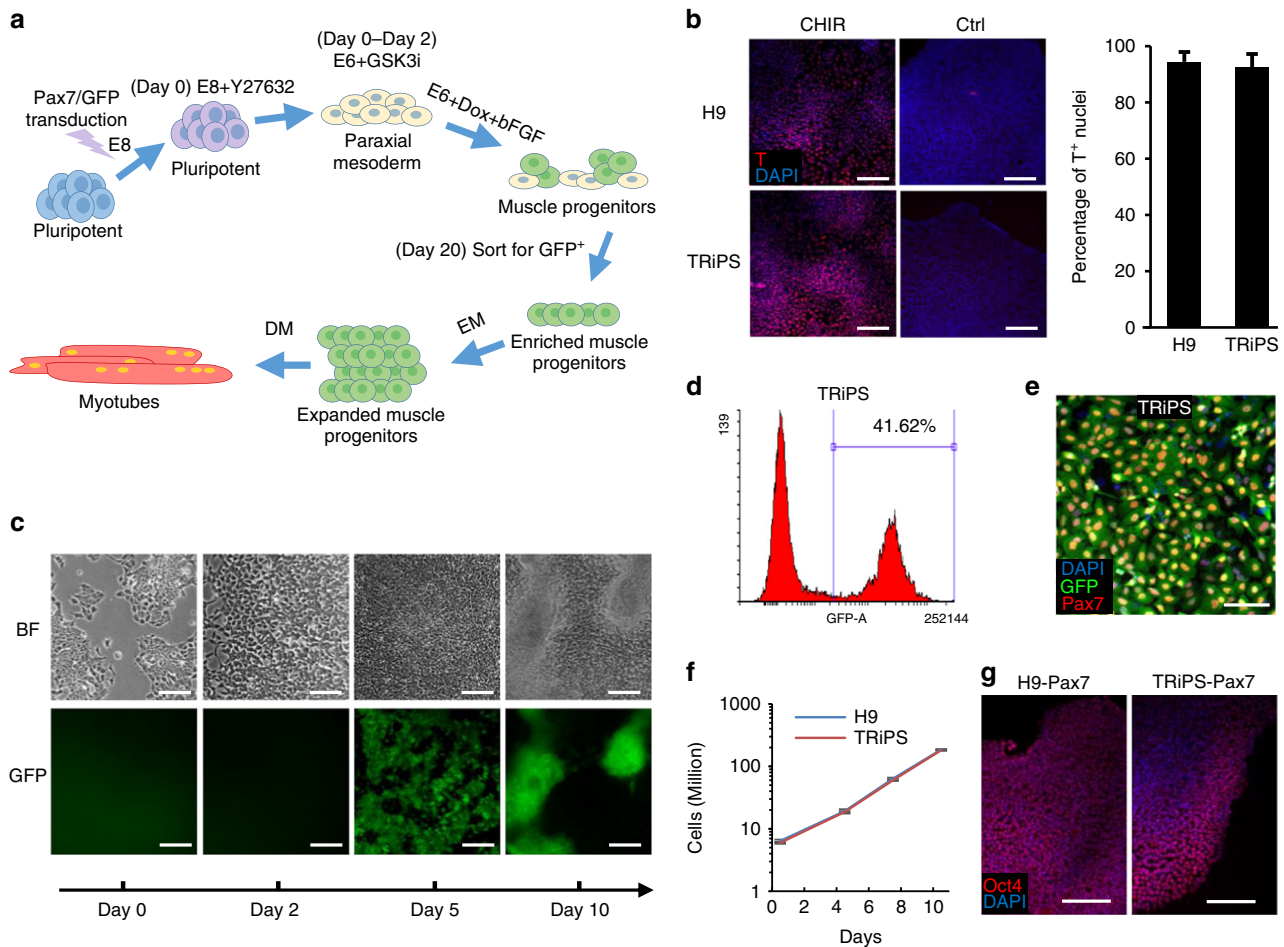 a
(Day 0–Day 2)
E6+GSK3i
(Day 0) E8+Y27632
Pax7/GFP
transduction
E8
E6+Dox+bFGF
Pluripotent
Paraxial
mesoderm
Pluripotent
Muscle progenitors
(Day 20) Sort for GFP⁺
EM
DM
Enriched muscle
progenitors
Myotubes
Expanded muscle
progenitors
b
CHIR
Ctrl
H9
T
DAPI
TRiPS
Percentage of T⁺ nuclei
100
80
60
40
20
0
H9
TRiPS
c
BF
GFP
Day 0
Day 2
Day 5
Day 10
d
TRiPS
139
41.62%
GFP-A
252144
e
TRiPS
DAPI
GFP
Pax7
f
Cells (Million)
1000
100
10
1
H9
TRiPS
0 2 4 6 8 10
Days
g
H9-Pax7
TRiPS-Pax7
Oct4
DAPI